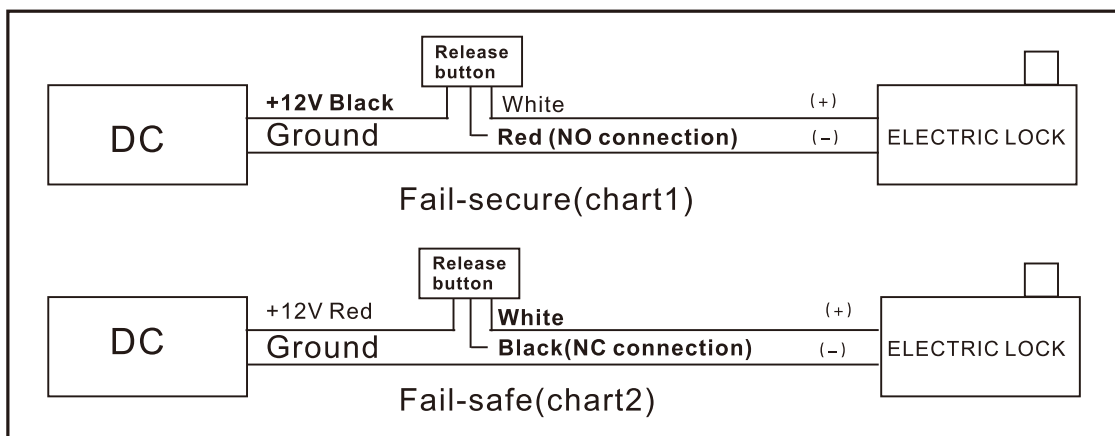 Release
button
+12V Black
White
(+)
DC
Ground
Red (NO connection)
(-)
ELECTRIC LOCK
Fail-secure(chart1)
Release
button
+12V Red
White
(+)
DC
Ground
Black(NC connection)
(-)
ELECTRIC LOCK
Fail-safe(chart2)